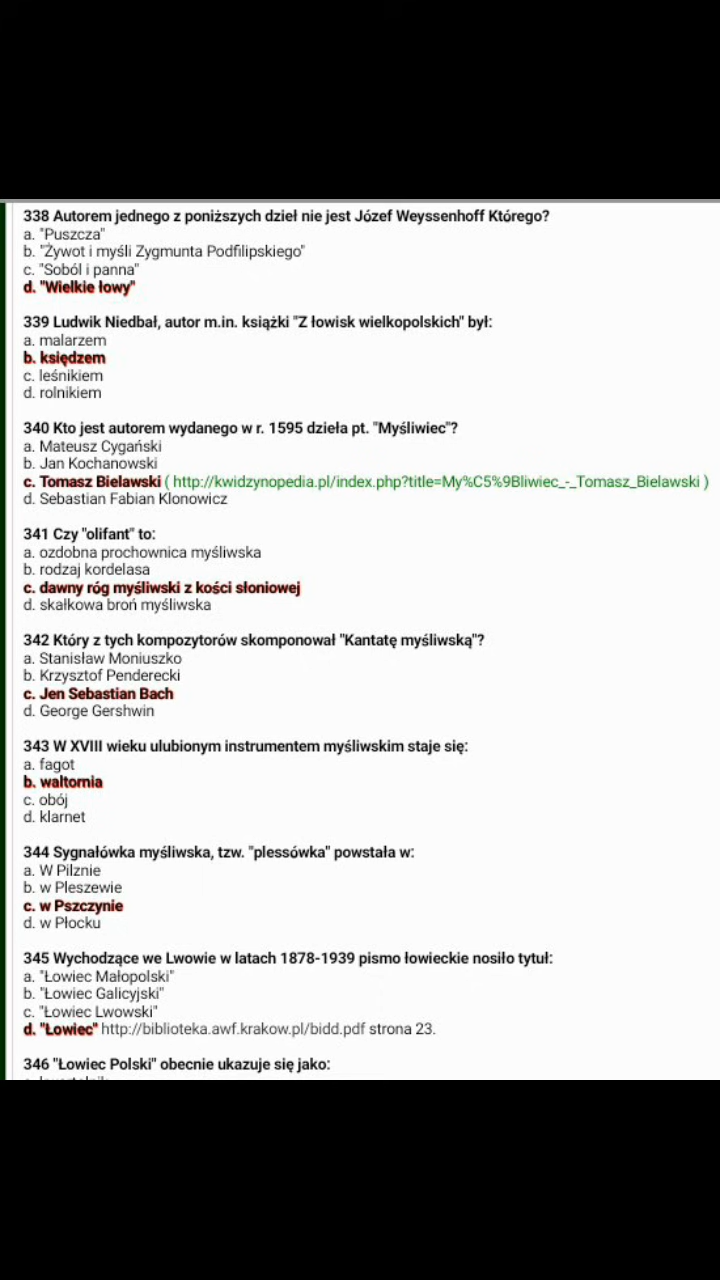 338 Autorem jednego z poniższych dzieł nie jest Józef Weyssenhoff Którego?
a. "Puszcza"
b. "Żywot i myśli Zygmunta Podfilipskiego"
c. "Soból i panna"
d. "Wielkie łowy"
339 Ludwik Niedbał, autor m.in. książki "Z łowisk wielkopolskich" był:
a. malarzem
b. księdzem
c. leśnikiem
d. rolnikiem
340 Kto jest autorem wydanego w r. 1595 dzieła pt. "Myśliwiec"?
a. Mateusz Cygański
b. Jan Kochanowski
c. Tomasz Bielawski ( http://kwidzynopedia.pl/index.php?title=My%C5%9Bliwiec_-_Tomasz_Bielawski )
d. Sebastian Fabian Klonowicz
341 Czy "olifant" to:
a. ozdobna prochownica myśliwska
b. rodzaj kordelasa
c. dawny róg myśliwski z kości słoniowej
d. skałkowa broń myśliwska
342 Który z tych kompozytorów skomponował "Kantatę myśliwską"?
a. Stanisław Moniuszko
b. Krzysztof Penderecki
c. Jen Sebastian Bach
d. George Gershwin
343 W XVIII wieku ulubionym instrumentem myśliwskim staje się:
a. fagot
b. waltornia
c. obój
d. klarnet
344 Sygnałówka myśliwska, tzw. "plessówka" powstała w:
a. W Pilznie
b. w Pleszewie
c. w Pszczynie
d. w Płocku
345 Wychodzące we Lwowie w latach 1878-1939 pismo łowieckie nosiło tytuł:
a. "Łowiec Małopolski"
b. "Łowiec Galicyjski"
c. "Łowiec Lwowski"
d. "Łowiec" http://biblioteka.awf.krakow.pl/bidd.pdf strona 23.
346 "Łowiec Polski" obecnie ukazuje się jako: